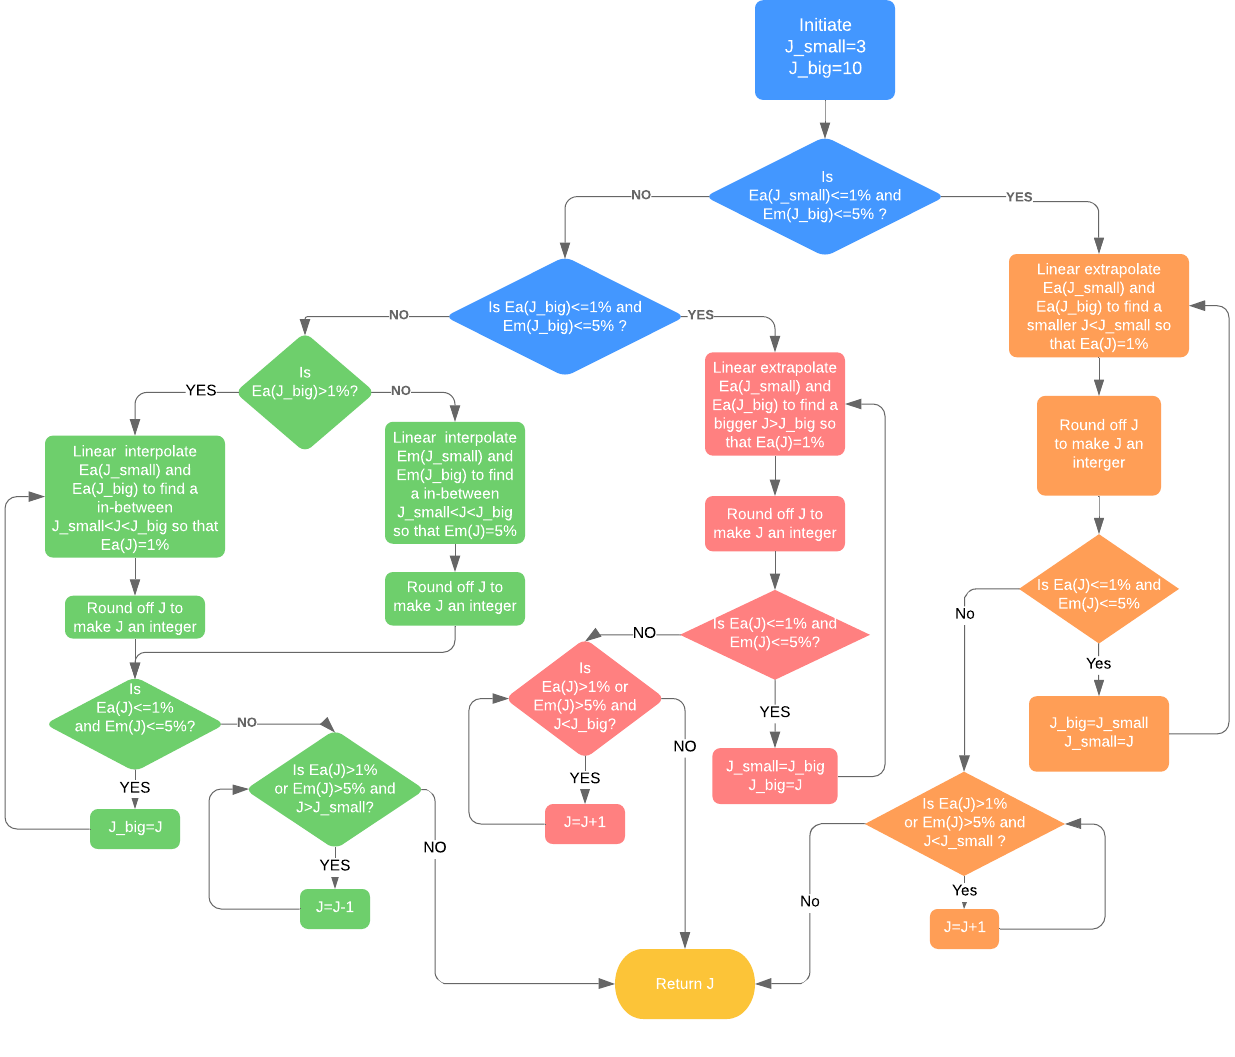 Initiate
J_small=3
J_big=10
Is
Ea(J_small)<=1% and
Em(J_big)<=5% ?
NO
YES
Is Ea(J_big)<=1% and
Em(J_big)<=5% ?
NO
YES
Linear extrapolate
Ea(J_small) and
Ea(J_big) to find a
smaller J<J_small so
that Ea(J)=1%
Is
Ea(J_big)>1%?
YES
NO
Linear extrapolate
Ea(J_small) and
Ea(J_big) to find a
bigger J>J_big so
that Ea(J)=1%
Round off J
to make J an
interger
Linear  interpolate
Ea(J_small) and
Ea(J_big) to find a
in-between
J_small<J<J_big so that
Ea(J)=1%
Linear  interpolate
Em(J_small) and
Em(J_big) to find
a in-between
J_small<J<J_big
so that Em(J)=5%
Round off J to
make J an integer
Is Ea(J)<=1% and
Em(J)<=5%
Round off J to
make J an integer
Round off J to
make J an integer
No
Yes
Is Ea(J)<=1% and
Em(J)<=5%?
NO
YES
Is
Ea(J)>1% or
Em(J)>5% and
J<J_big?
NO
YES
J_big=J_small
J_small=J
Is
Ea(J)<=1%
and Em(J)<=5%?
NO
YES
J_small=J_big
J_big=J
Is Ea(J)>1%
or Em(J)>5% and
J>J_small?
J_big=J
J=J+1
Is Ea(J)>1%
or Em(J)>5% and
J<J_small ?
NO
YES
No
Yes
J=J-1
J=J+1
Return J